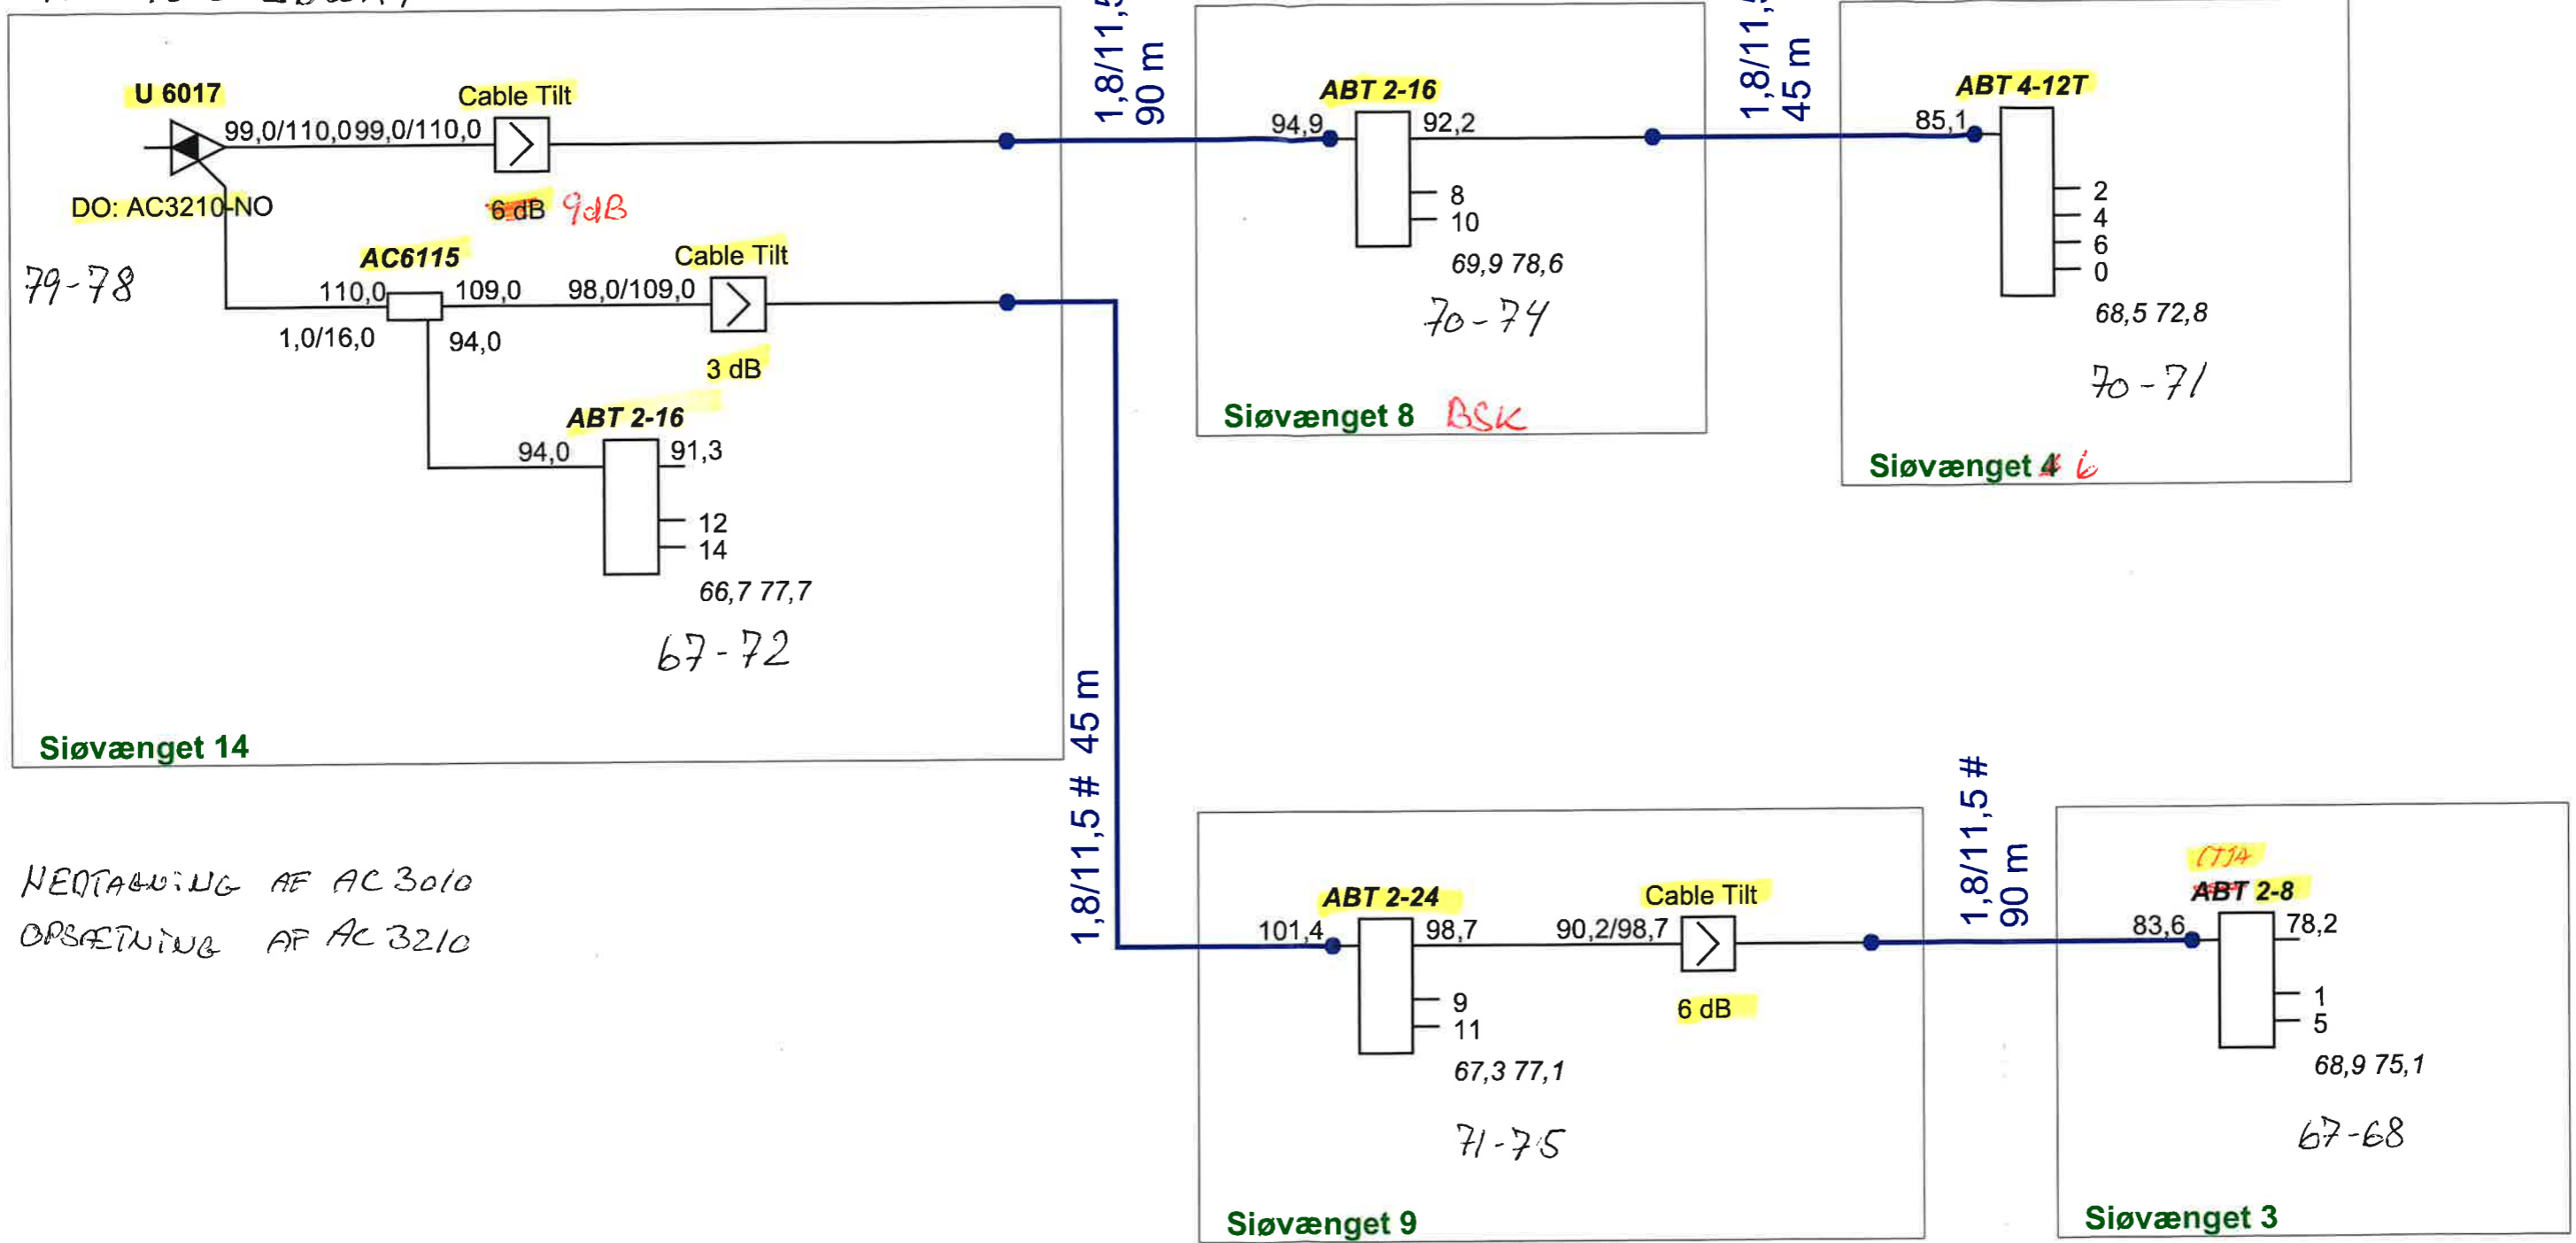 U 6017
99,0/110,0 99,0/110,0
Cable Tilt
DO: AC3210-NO
6 dB 9dB
79-78
AC6115
110,0
109,0
98,0/109,0
Cable Tilt
1,0/16,0
94,0
3 dB
ABT 2-16
94,0
91,3
12
14
66,7 77,7
67-72
Siøvænget 14
90 m
ABT 2-16
94,9
92,2
8
10
69,9 78,6
70-74
Siøvænget 8 BSK
45 m
ABT 4-12T
85,1
2
4
6
0
68,5 72,8
70-71
Siøvænget 4 6
1,8/11,5 # 45 m
NEDTAGNING AF AC 3010
OPSÆTNING AF AC 3210
ABT 2-24
101,4
98,7
90,2/98,7
Cable Tilt
9
11
6 dB
67,3 77,1
71-75
Siøvænget 9
1,8/11,5 #
90 m
ABT 2-8
83,6
78,2
1
5
68,9 75,1
67-68
Siøvænget 3